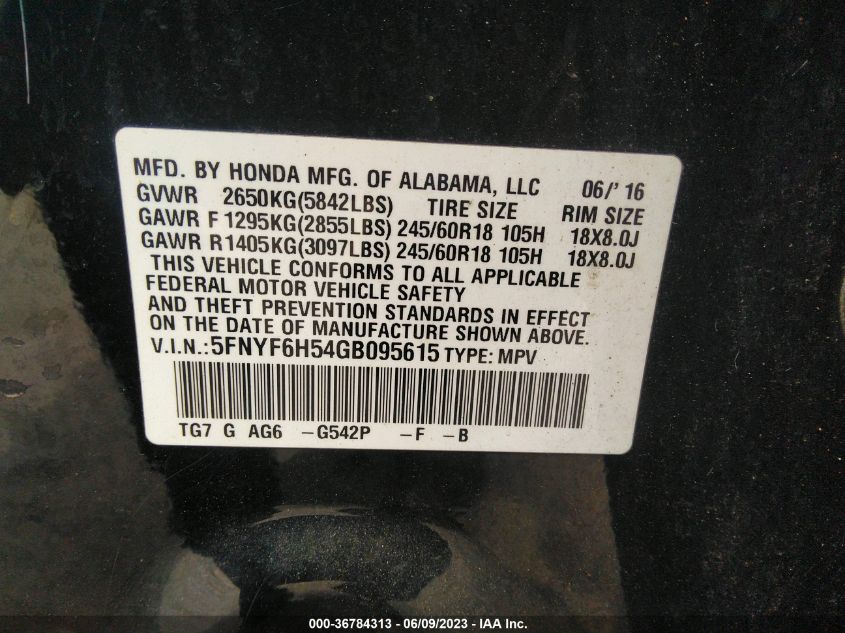 MFD. BY HONDA MFG. OF ALABAMA, LLC 06/'16
GVWR 2650KG(5842LBS) TIRE SIZE RIM SIZE
GAWR F 1295KG(2855LBS) 245/60R18 105H 18X8.0J
GAWR R1405KG(3097LBS) 245/60R18 105H 18X8.0J
THIS VEHICLE CONFORMS TO ALL APPLICABLE
FEDERAL MOTOR VEHICLE SAFETY
AND THEFT PREVENTION STANDARDS IN EFFECT
ON THE DATE OF MANUFACTURE SHOWN ABOVE.
V.I.N.:5FNYF6H54GB095615 TYPE: MPV
TG7 G AG6 -G542P -F -B
000-36784313 - 06/09/2023 - IAA Inc.